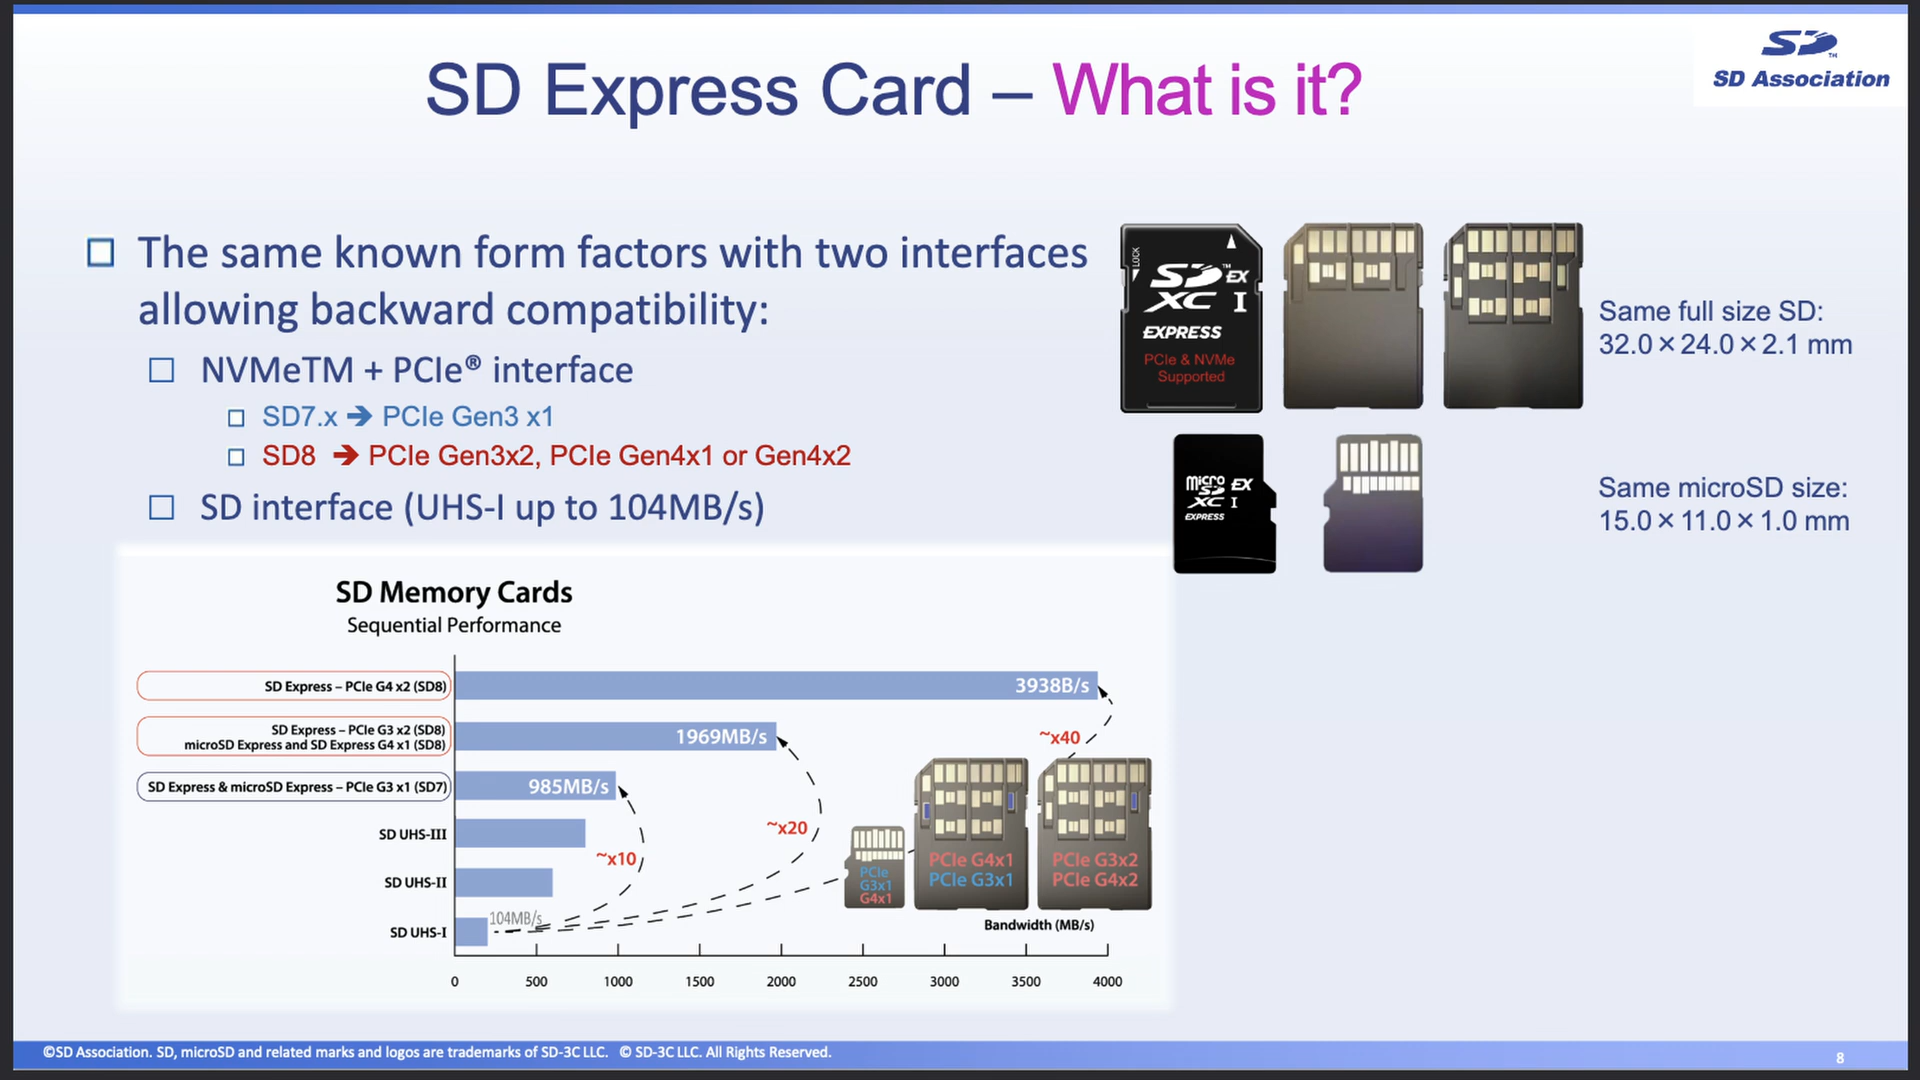 SD Express Card – What is it?
SD
TM
SD Association
The same known form factors with two interfaces
allowing backward compatibility:
NVMeTM + PCIe® interface
SD7.x ➔ PCIe Gen3 x1
SD8 ➔ PCIe Gen3x2, PCIe Gen4x1 or Gen4x2
SD interface (UHS-I up to 104MB/s)
LOCK
SD™ EX
XC I
EXPRESS
PCIe & NVMe
Supported
Same full size SD:
32.0 × 24.0 × 2.1 mm
micro
SD EX
XC I
EXPRESS
Same microSD size:
15.0 × 11.0 × 1.0 mm
SD Memory Cards
Sequential Performance
SD Express – PCIe G4 x2 (SD8)
3938B/s
SD Express – PCIe G3 x2 (SD8)
microSD Express and SD Express G4 x1 (SD8)
1969MB/s
~x40
SD Express & microSD Express – PCIe G3 x1 (SD7)
985MB/s
SD UHS-III
~x20
~x10
SD UHS-II
PCIe
G3x1
G4x1
PCIe G4x1
PCIe G3x1
PCIe G3x2
PCIe G4x2
SD UHS-I
104MB/s
Bandwidth (MB/s)
0 500 1000 1500 2000 2500 3000 3500 4000
©SD Association. SD, microSD and related marks and logos are trademarks of SD-3C LLC. © SD-3C LLC. All Rights Reserved.
8